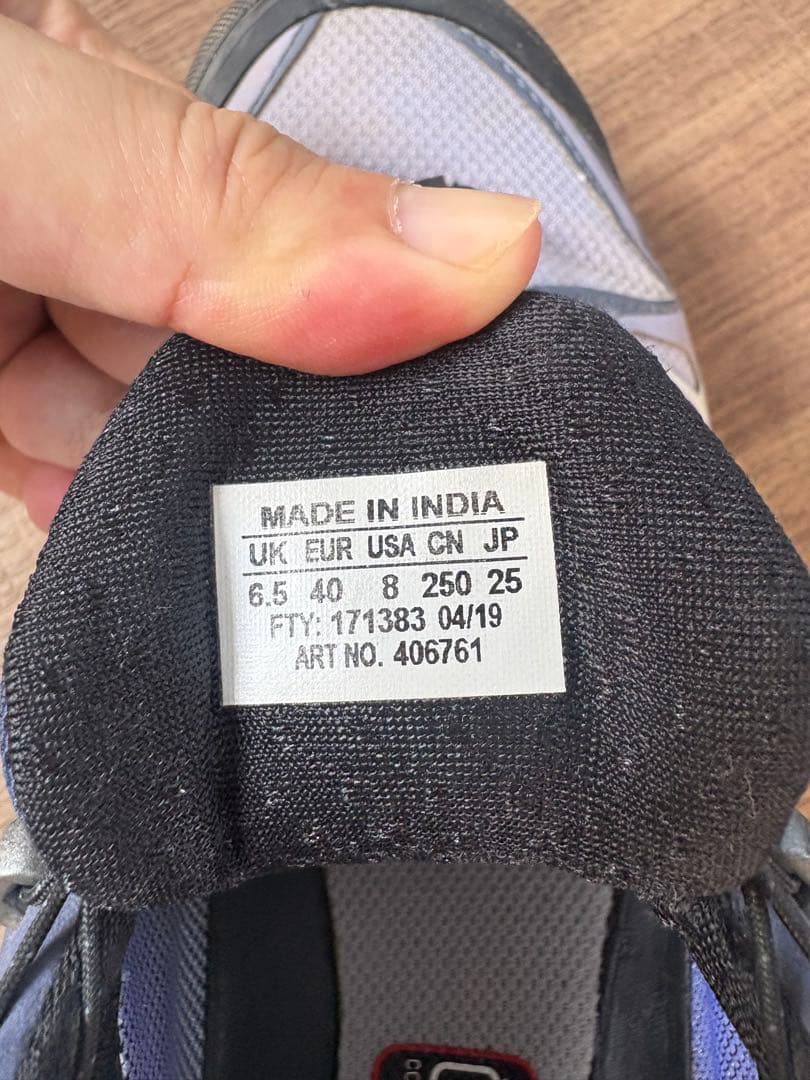 MADE IN INDIA
UK EUR USA CN JP
6.5 40 8 250 25
FTY: 171383 04/19
ART NO. 406761